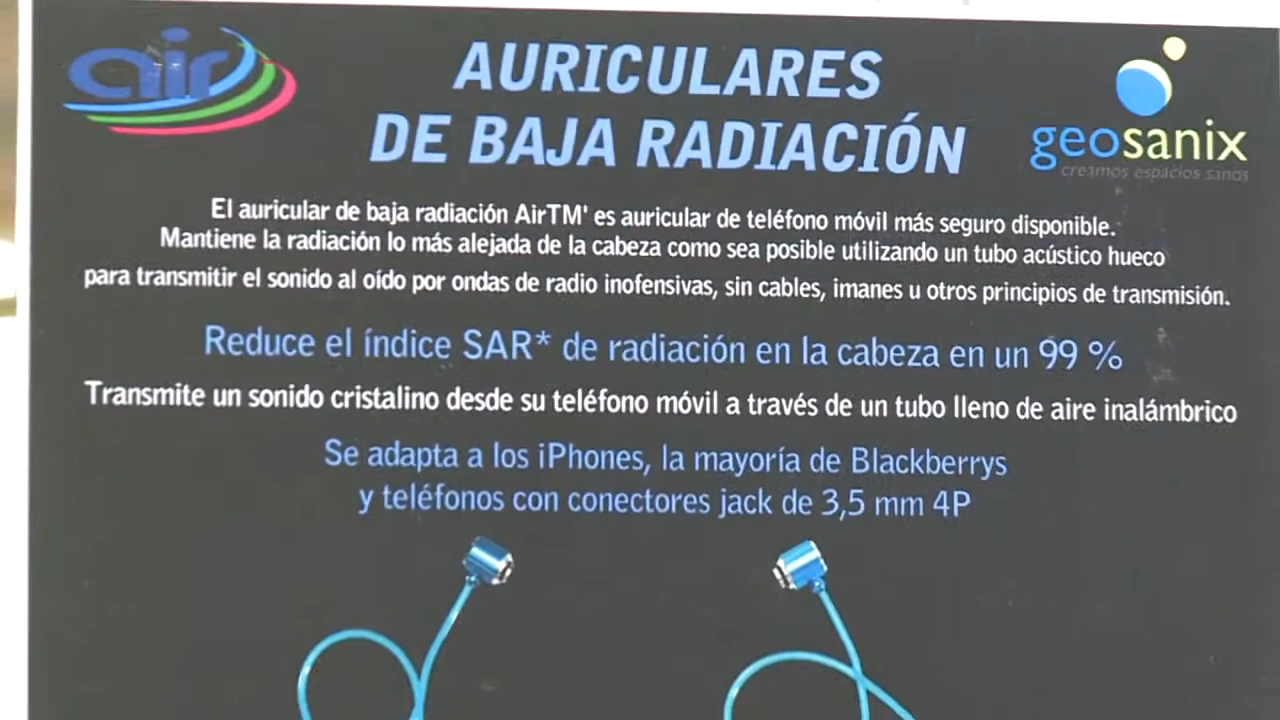 air
AURICULARES
DE BAJA RADIACIÓN
geosanix
creamos espacios sanos
El auricular de baja radiación AirTM' es auricular de teléfono móvil más seguro disponible.
Mantiene la radiación lo más alejada de la cabeza como sea posible utilizando un tubo acústico hueco
para transmitir el sonido al oído por ondas de radio inofensivas, sin cables, imanes u otros principios de transmisión.
Reduce el índice SAR* de radiación en la cabeza en un 99 %
Transmite un sonido cristalino desde su teléfono móvil a través de un tubo lleno de aire inalámbrico
Se adapta a los iPhones, la mayoría de Blackberrys
y teléfonos con conectores jack de 3,5 mm 4P